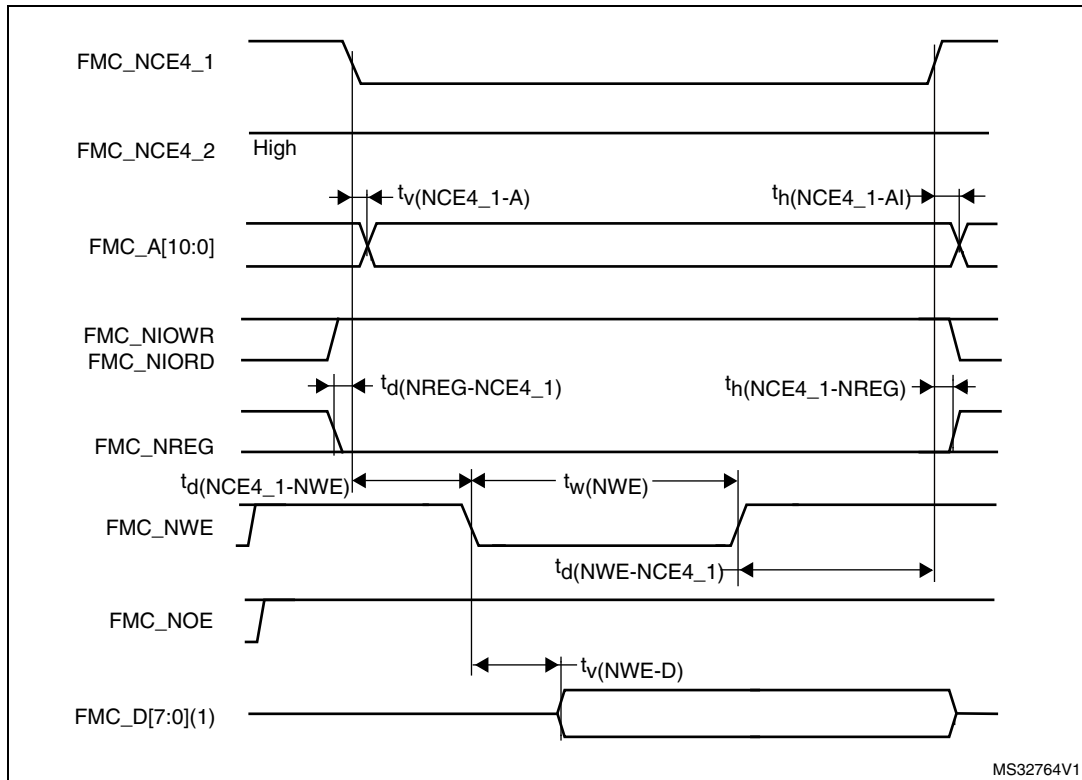 FMC_NCE4_1
FMC_NCE4_2 High
tv(NCE4_1-A) th(NCE4_1-AI)
FMC_A[10:0]
FMC_NIOWR
FMC_NIORD
td(NREG-NCE4_1) th(NCE4_1-NREG)
FMC_NREG
td(NCE4_1-NWE) tw(NWE)
FMC_NWE
td(NWE-NCE4_1)
FMC_NOE
tv(NWE-D)
FMC_D[7:0](1)
MS32764V1